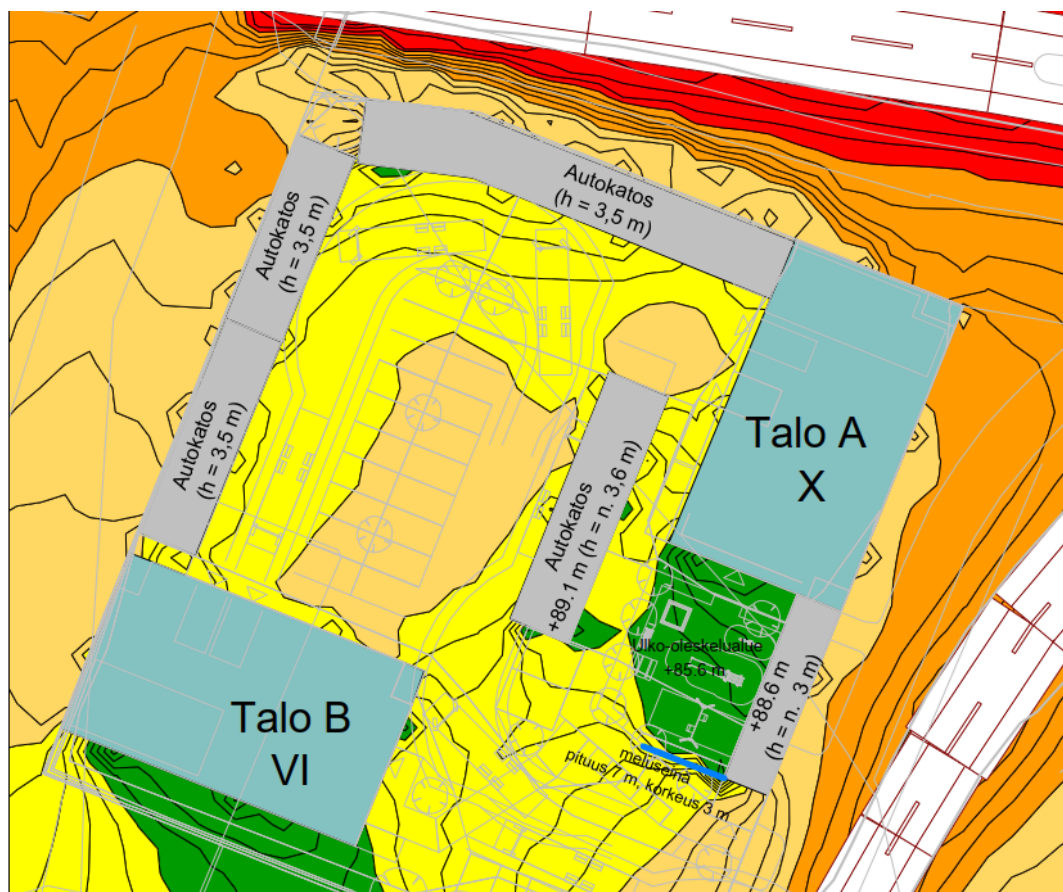 Autokatos
(h = 3,5 m)
Autokatos
(h = 3,5 m)
Autokatos
(h = 3,5 m)
Talo A
X
Autokatos
+89.1 m (h = n. 3,6 m)
Ulko-oleskelualue
+85.6 m
+88.6 m
(h = n. 3 m)
Talo B
VI
meluseinä
pituus 7 m, korkeus 3 m